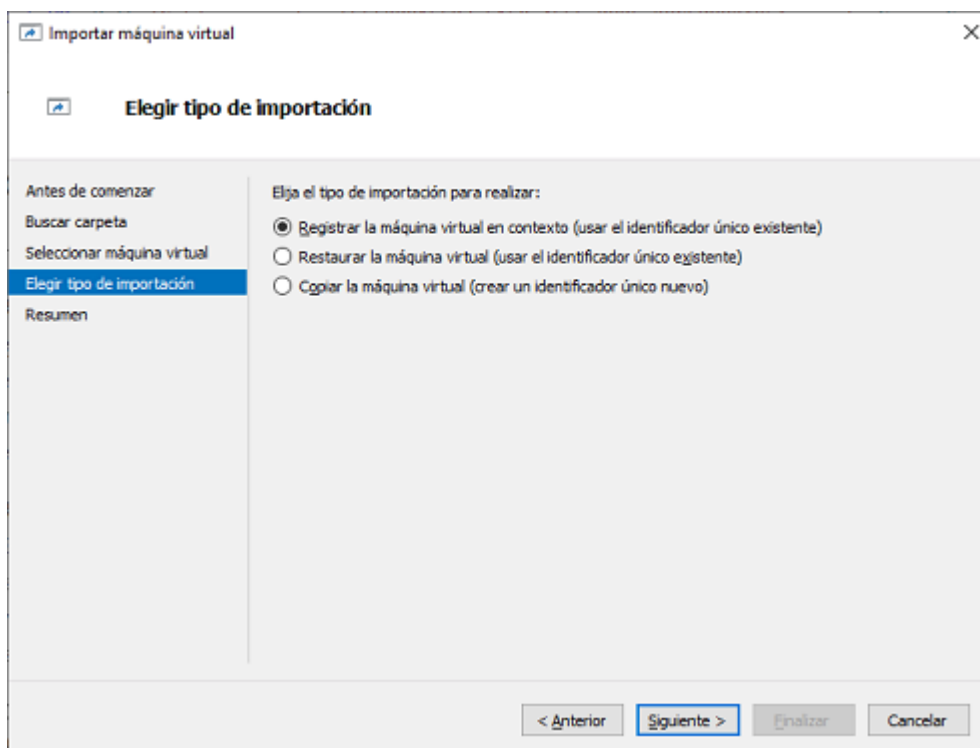 Importar máquina virtual
Elegir tipo de importación
Antes de comenzar
Buscar carpeta
Seleccionar máquina virtual
Elegir tipo de importación
Resumen
Elija el tipo de importación para realizar:
Registrar la máquina virtual en contexto (usar el identificador único existente)
Restaurar la máquina virtual (usar el identificador único existente)
Copiar la máquina virtual (crear un identificador único nuevo)
< Anterior
Siguiente >
Finalizar
Cancelar